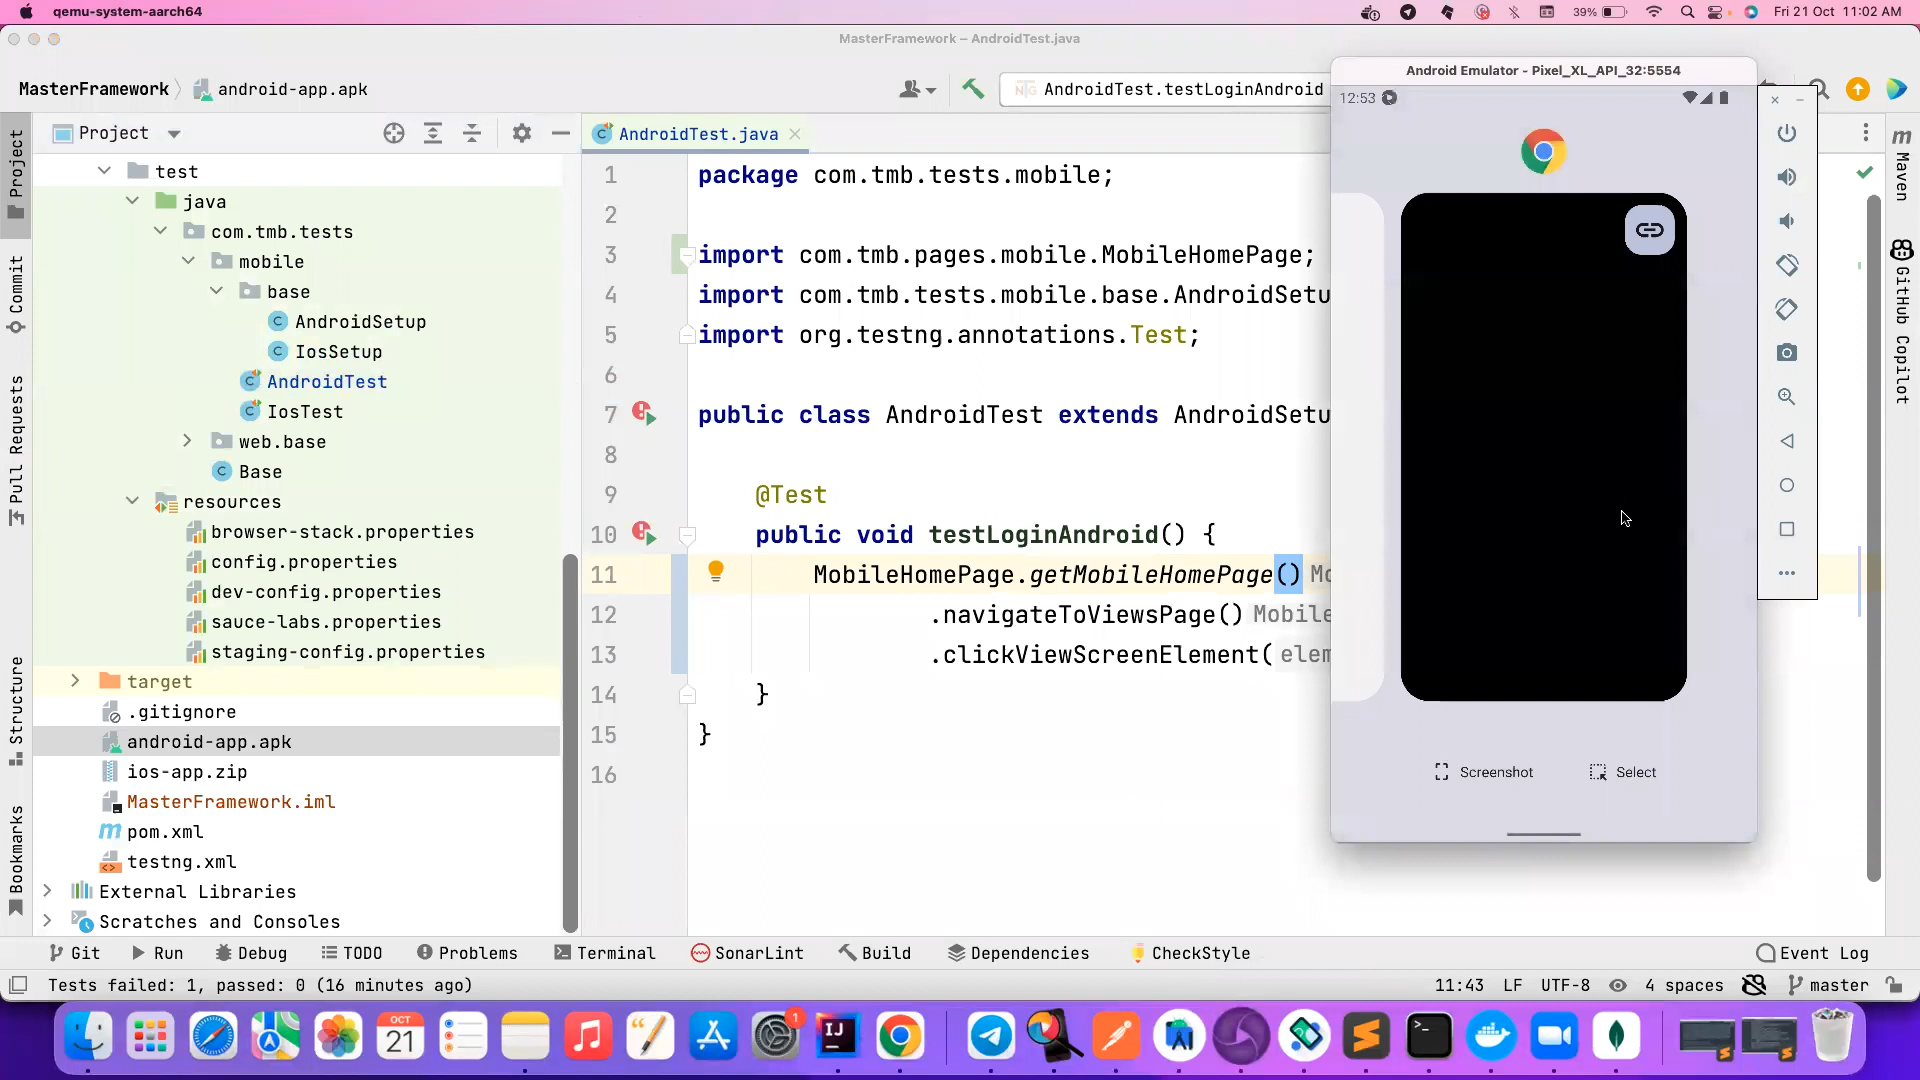 qemu-system-aarch64
39%
Fri 21 Oct 11:02 AM
MasterFramework – AndroidTest.java
MasterFramework
android-app.apk
AndroidTest.testLoginAndroid
Project
AndroidTest.java
test
java
com.tmb.tests
mobile
base
AndroidSetup
IosSetup
AndroidTest
IosTest
web.base
Base
resources
browser-stack.properties
config.properties
dev-config.properties
sauce-labs.properties
staging-config.properties
target
.gitignore
android-app.apk
ios-app.zip
MasterFramework.iml
pom.xml
testng.xml
External Libraries
Scratches and Consoles
Project
Commit
Pull Requests
Structure
Bookmarks
1 package com.tmb.tests.mobile;
2
3 import com.tmb.pages.mobile.MobileHomePage;
4 import com.tmb.tests.mobile.base.AndroidSetu
5 import org.testng.annotations.Test;
6
7 public class AndroidTest extends AndroidSetu
8
9 @Test
10 public void testLoginAndroid() {
11 MobileHomePage.getMobileHomePage() Mo
12 .navigateToViewsPage() Mobile
13 .clickViewScreenElement( elem
14 }
15 }
16
Android Emulator - Pixel_XL_API_32:5554
12:53
Screenshot
Select
Maven
GitHub Copilot
Git
Run
Debug
TODO
Problems
Terminal
SonarLint
Build
Dependencies
CheckStyle
Event Log
Tests failed: 1, passed: 0 (16 minutes ago)
11:43
LF
UTF-8
4 spaces
master
OCT
21
1